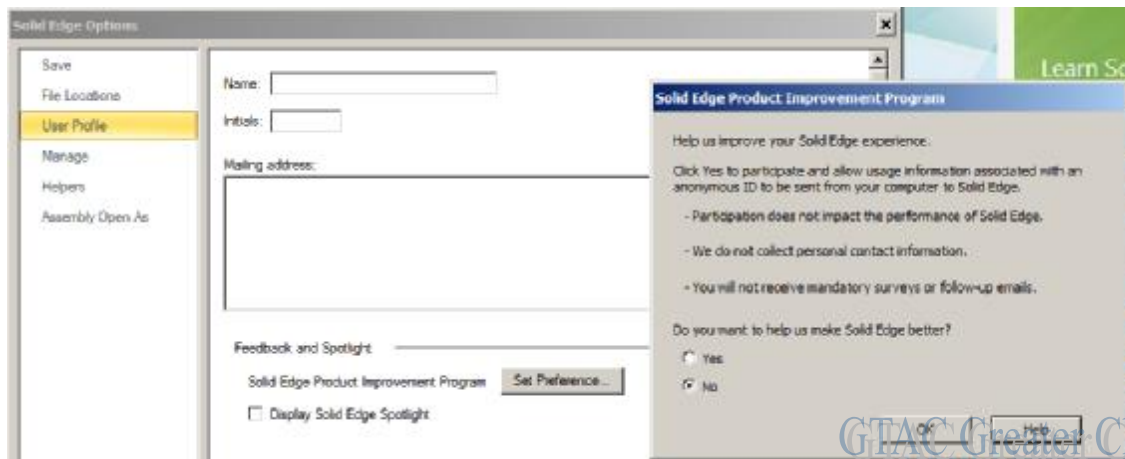 Solid Edge Options
Save
File Locations
User Profile
Manage
Helpers
Assembly Open As
Name:
Initials:
Mailing address:
Feedback and Spotlight
Solid Edge Product Improvement Program
Set Preference...
Display Solid Edge Spotlight
Learn So
Solid Edge Product Improvement Program
Help us improve your Solid Edge experience.
Click Yes to participate and allow usage information associated with an
anonymous ID to be sent from your computer to Solid Edge.
- Participation does not impact the performance of Solid Edge.
- We do not collect personal contact information.
- You will not receive mandatory surveys or follow-up emails.
Do you want to help us make Solid Edge better?
Yes
No
OK
Help
GTAC Greater C